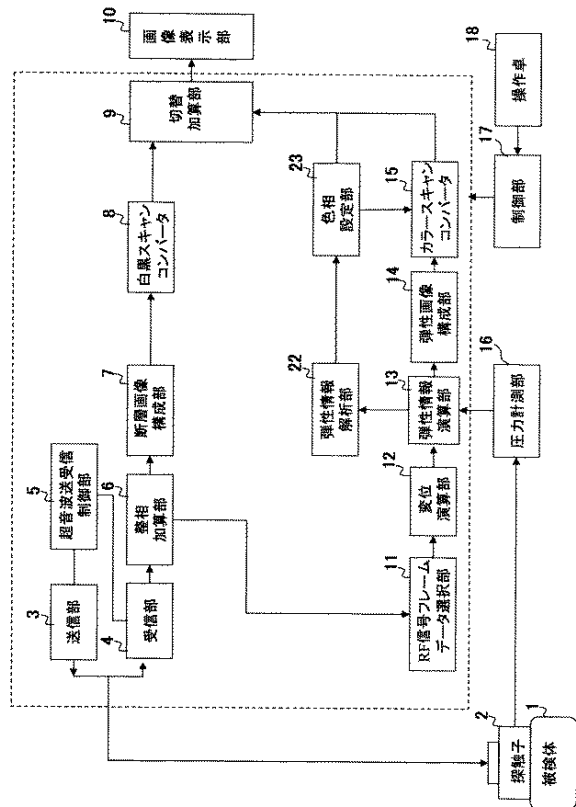 1
被検体
2
探触子
3
送信部
4
受信部
5
超音波送受信
制御部
6
整相
加算部
7
断層画像
構成部
8
白黒スキャン
コンバータ
9
切替
加算部
10
画像表示部
11
RF信号フレーム
データ選択部
12
変位
演算部
13
弾性情報
演算部
14
弾性画像
構成部
15
カラースキャン
コンバータ
16
圧力計測部
17
制御部
18
操作卓
22
弾性情報
解析部
23
色相
設定部